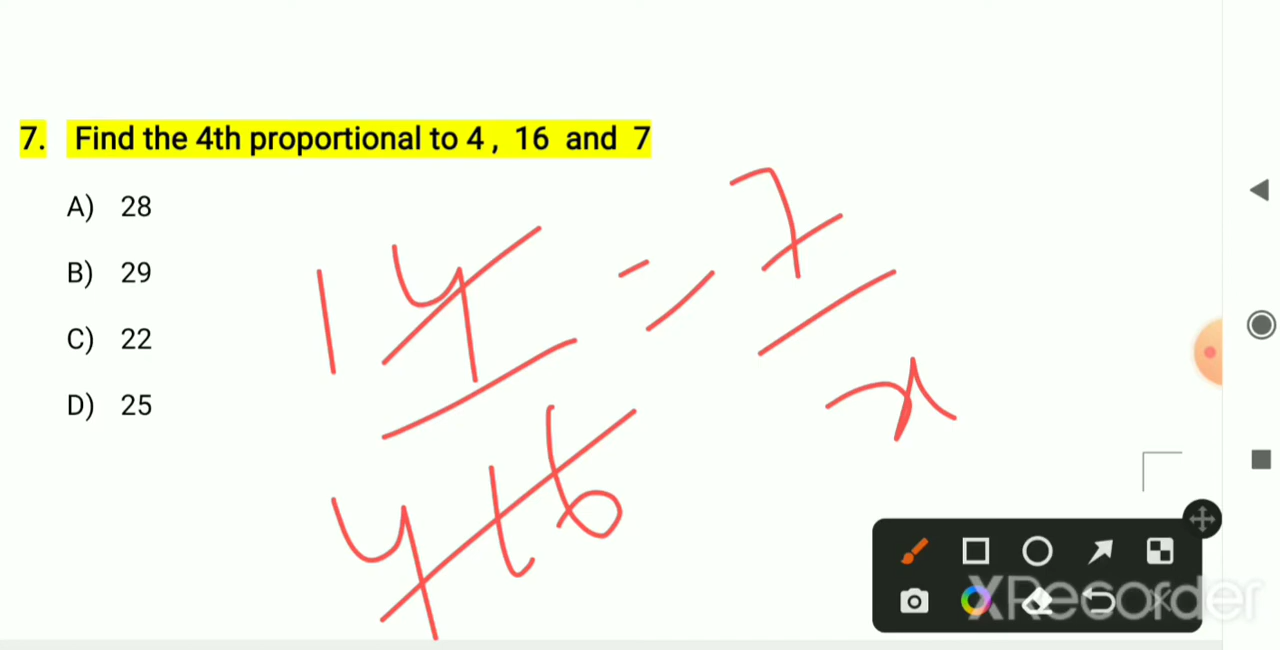 7. Find the 4th proportional to 4 , 16 and 7
A) 28
B) 29
C) 22
D) 25
1 4 = 7
4 16 x
XRecorder